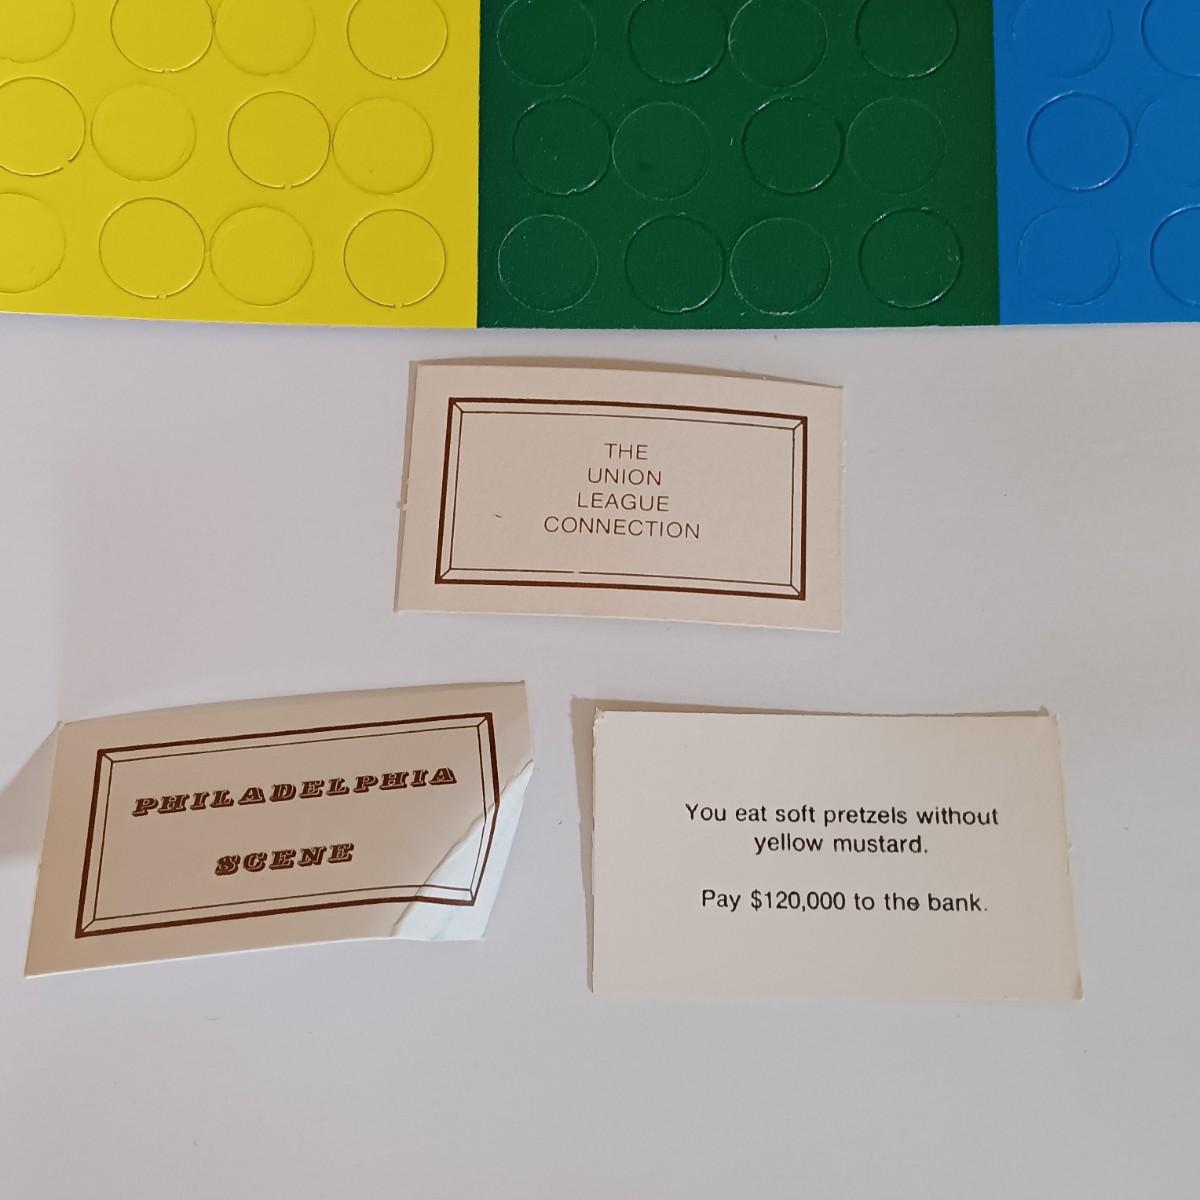 THE
UNION
LEAGUE
CONNECTION
PHILADELPHIA
SCENE
You eat soft pretzels without
yellow mustard.
Pay $120,000 to the bank.